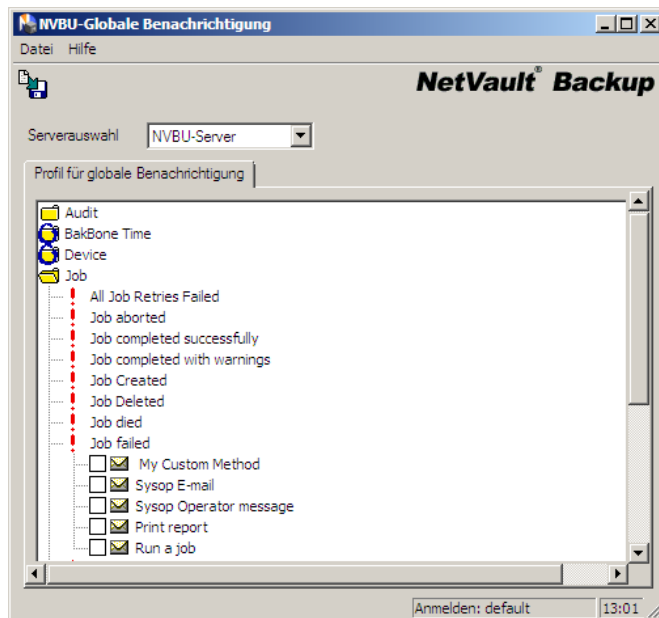 NVBU-Globale Benachrichtigung
Datei Hilfe
NetVault® Backup
Serverauswahl NVBU-Server
Profil für globale Benachrichtigung
Audit
BakBone Time
Device
Job
All Job Retries Failed
Job aborted
Job completed successfully
Job completed with warnings
Job Created
Job Deleted
Job died
Job failed
My Custom Method
Sysop E-mail
Sysop Operator message
Print report
Run a job
Anmelden: default 13:01